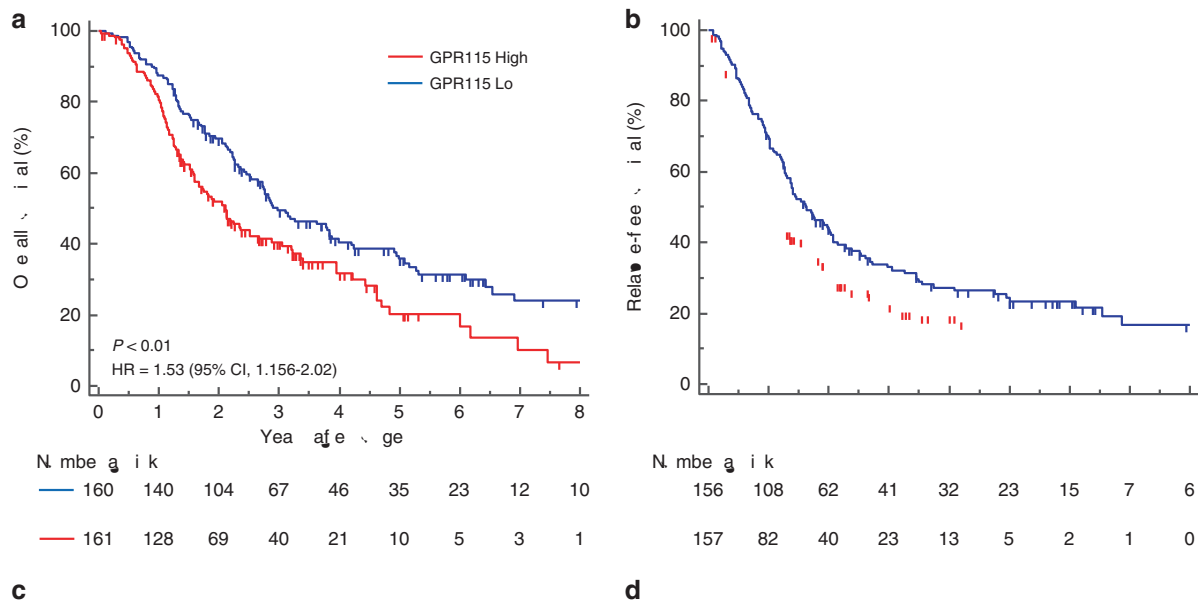 a
b
100
80
60
40
20
0
GPR115 High
GPR115 Lo
al (%)
P < 0.01
HR = 1.53 (95% CI, 1.156-2.02)
0 1 2 3 4 5 6 7 8
100
80
60
40
20
0
al (%)
160 140 104 67 46 35 23 12 10
161 128 69 40 21 10 5 3 1
156 108 62 41 32 23 15 7 6
157 82 40 23 13 5 2 1 0
c
d